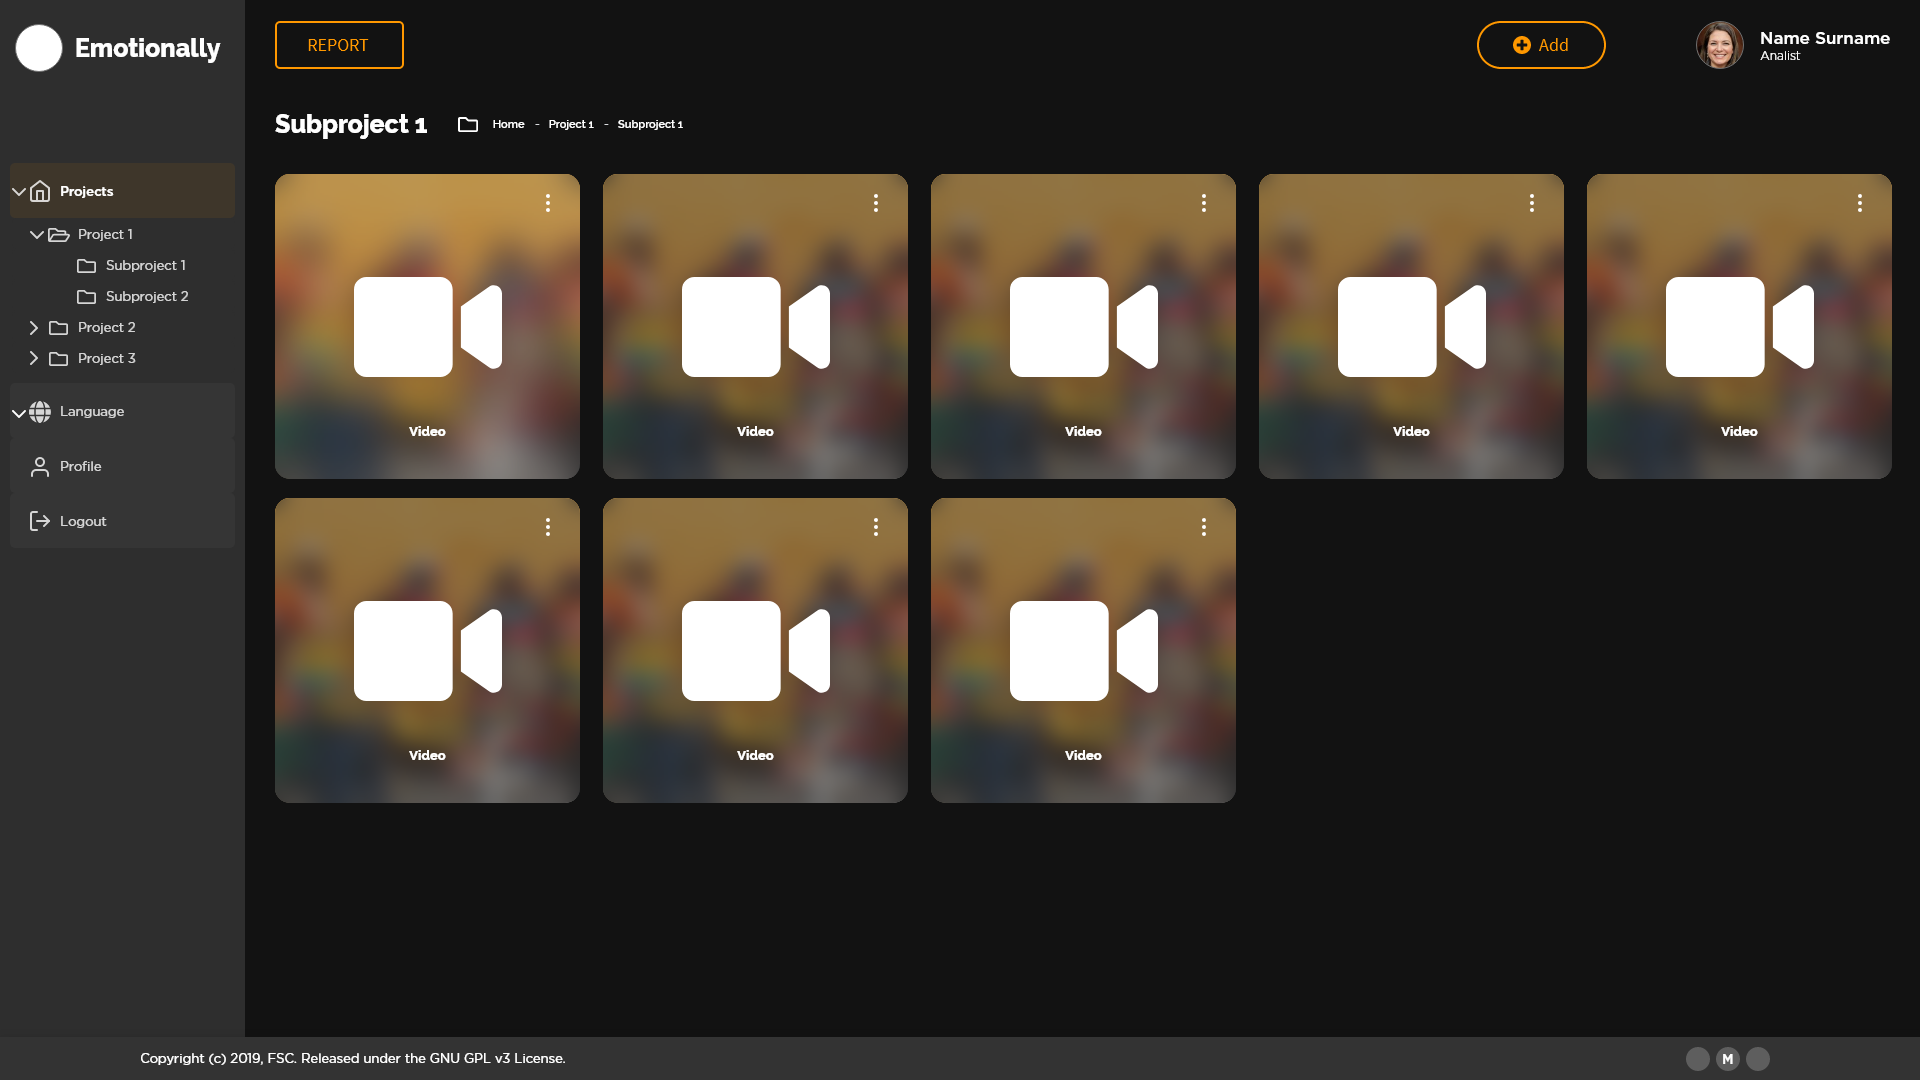 Emotionally
REPORT
Add
Name Surname
Analist
Subproject 1
Home - Project 1 - Subproject 1
Projects
Project 1
Subproject 1
Subproject 2
Project 2
Project 3
Language
Profile
Logout
Video
Video
Video
Video
Video
Video
Video
Video
Copyright (c) 2019, FSC. Released under the GNU GPL v3 License.
M